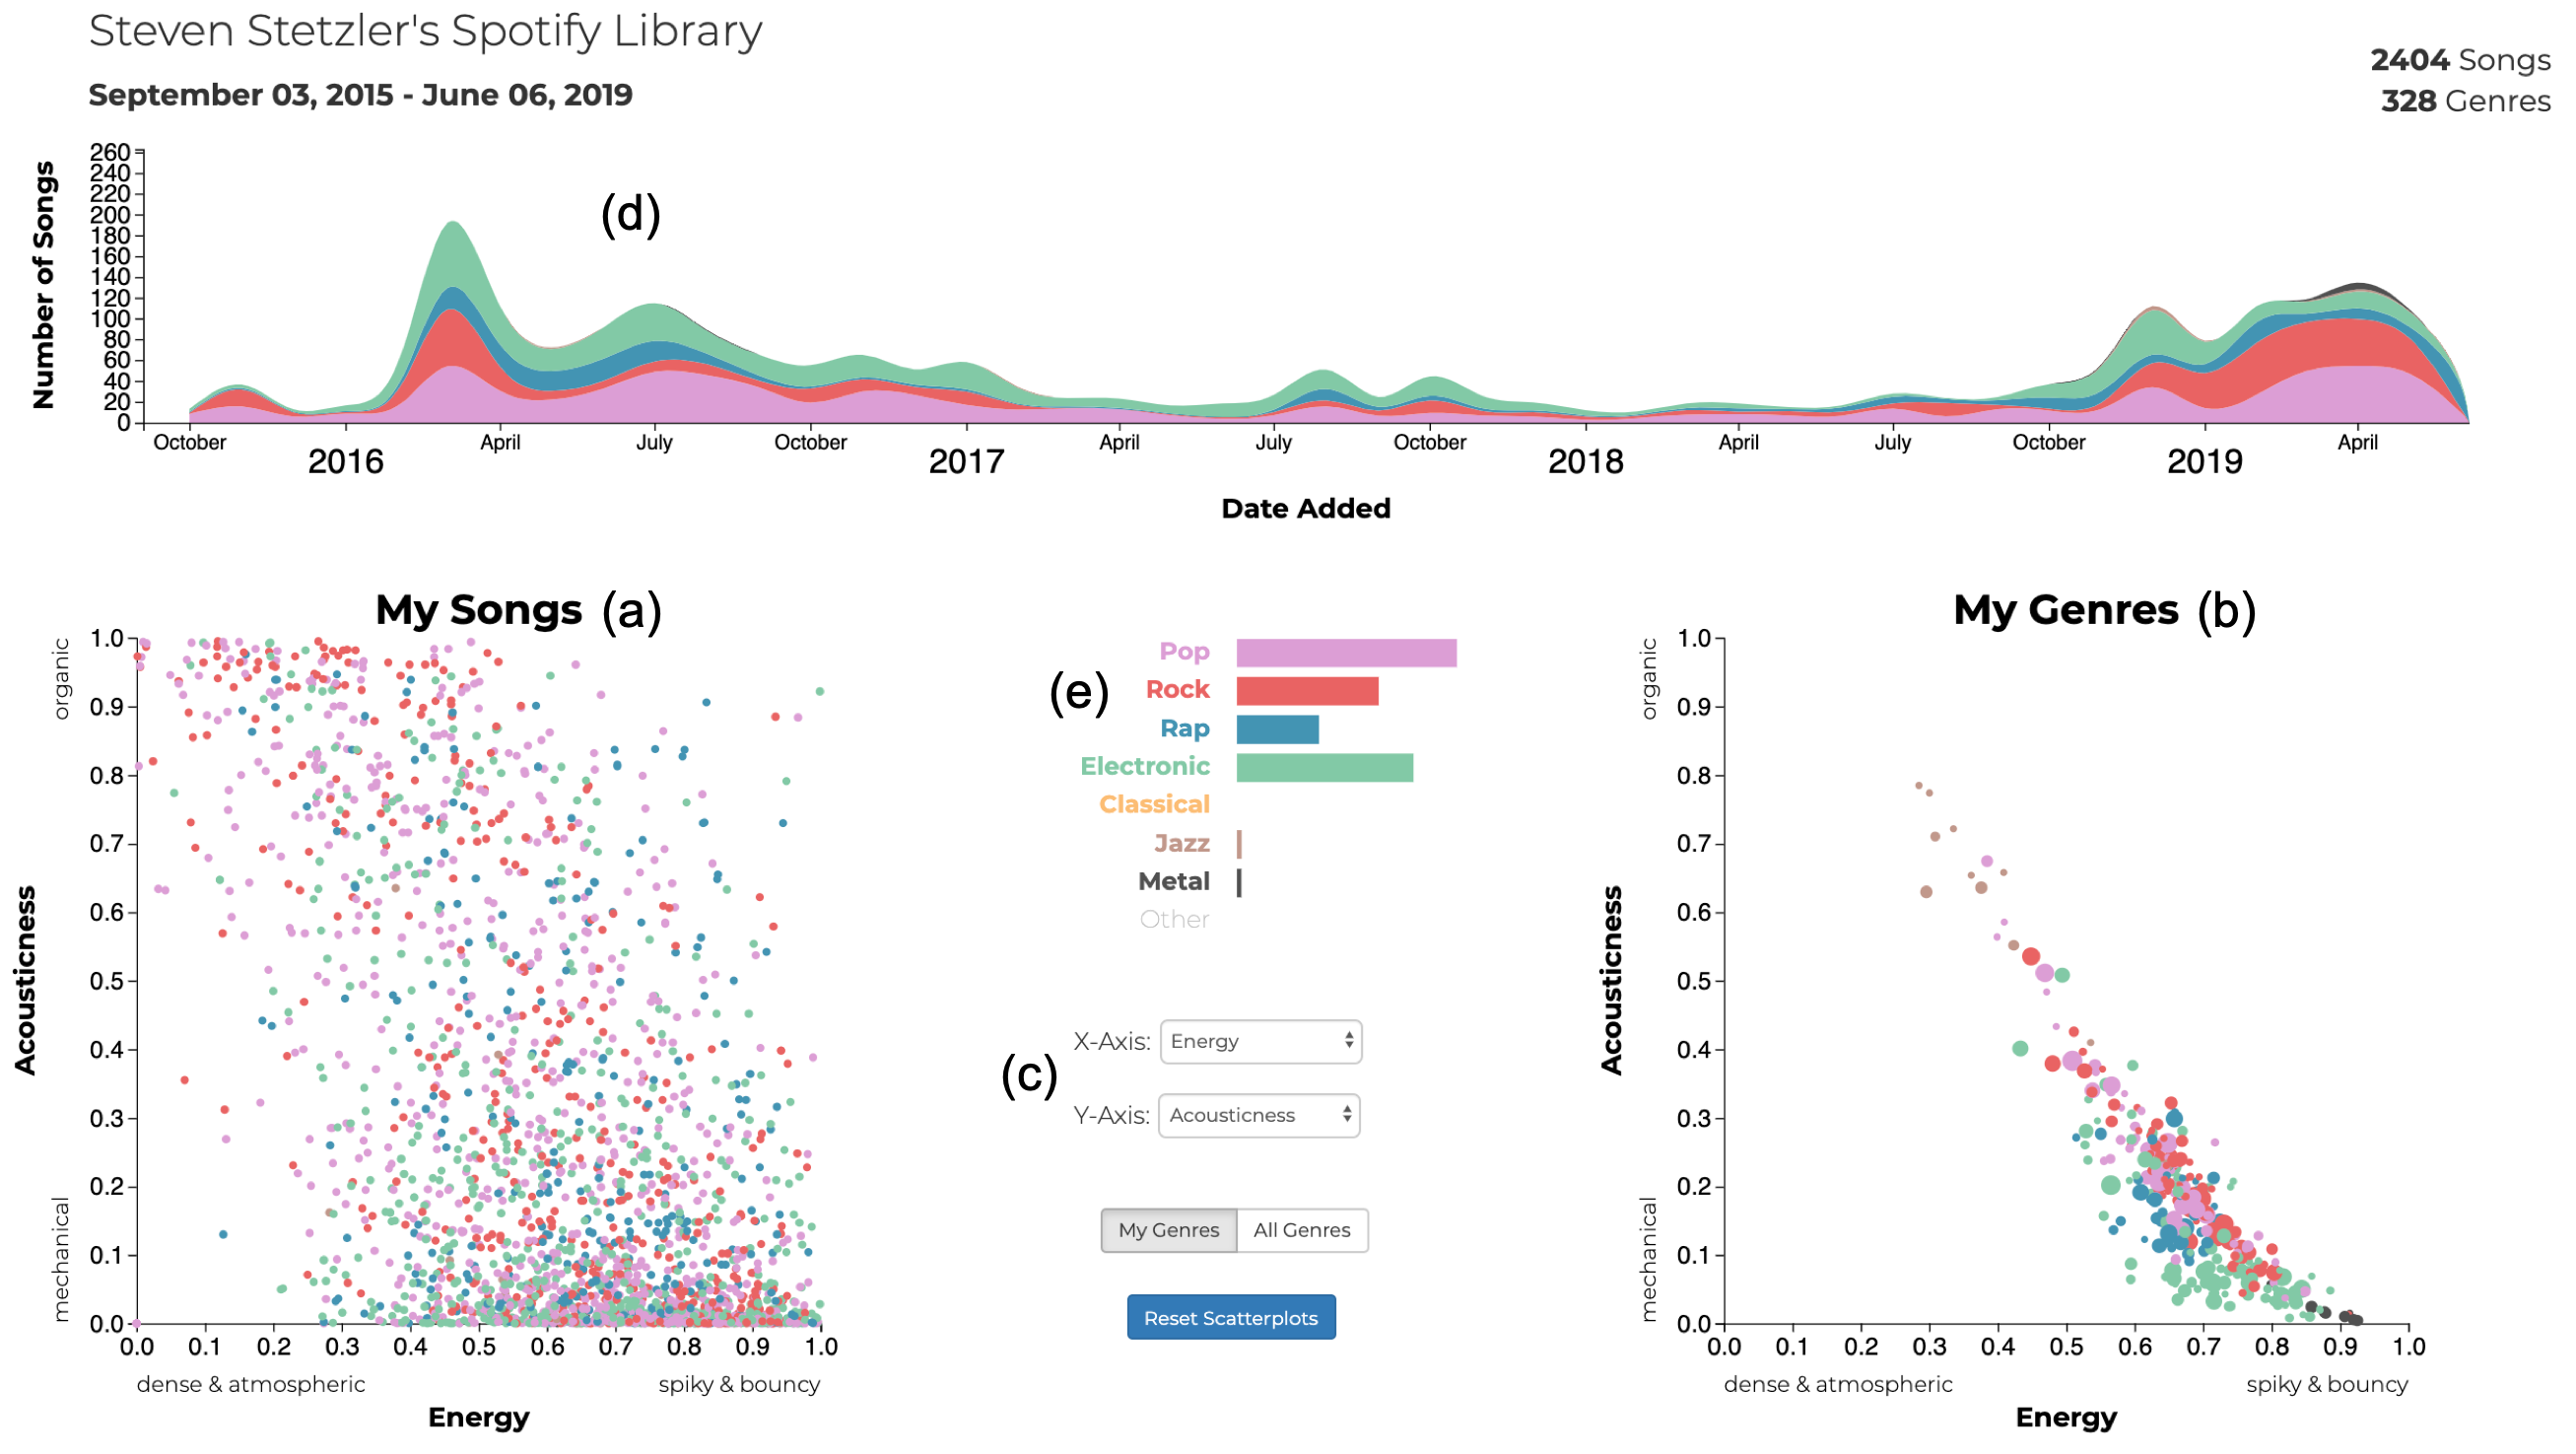 Steven Stetzler's Spotify Library
2404 Songs
September 03, 2015 - June 06, 2019
328 Genres
Number of Songs
260
240
220
200
180
160
140
120
100
80
60
40
20
0
(d)
October
2016
April
July
October
2017
April
July
October
2018
April
July
October
2019
April
Date Added
My Songs (a)
Acousticness
organic
mechanical
1.0
0.9
0.8
0.7
0.6
0.5
0.4
0.3
0.2
0.1
0.0
0.0 0.1 0.2 0.3 0.4 0.5 0.6 0.7 0.8 0.9 1.0
dense & atmospheric
spiky & bouncy
Energy
(e)
Pop
Rock
Rap
Electronic
Classical
Jazz
Metal
Other
(c)
X-Axis: Energy
Y-Axis: Acousticness
My Genres All Genres
Reset Scatterplots
My Genres (b)
Acousticness
organic
mechanical
1.0
0.9
0.8
0.7
0.6
0.5
0.4
0.3
0.2
0.1
0.0
0.0 0.1 0.2 0.3 0.4 0.5 0.6 0.7 0.8 0.9 1.0
dense & atmospheric
spiky & bouncy
Energy